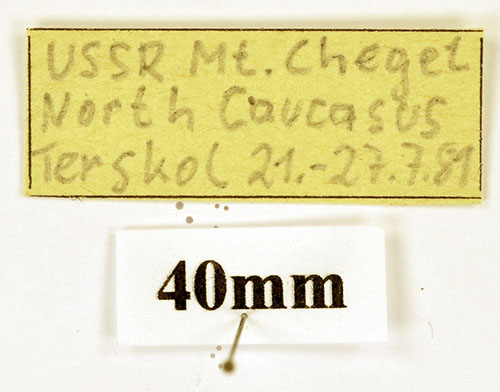 USSR Mt. Cheget
North Caucasus
Terskol 21.-27.7.81
40mm